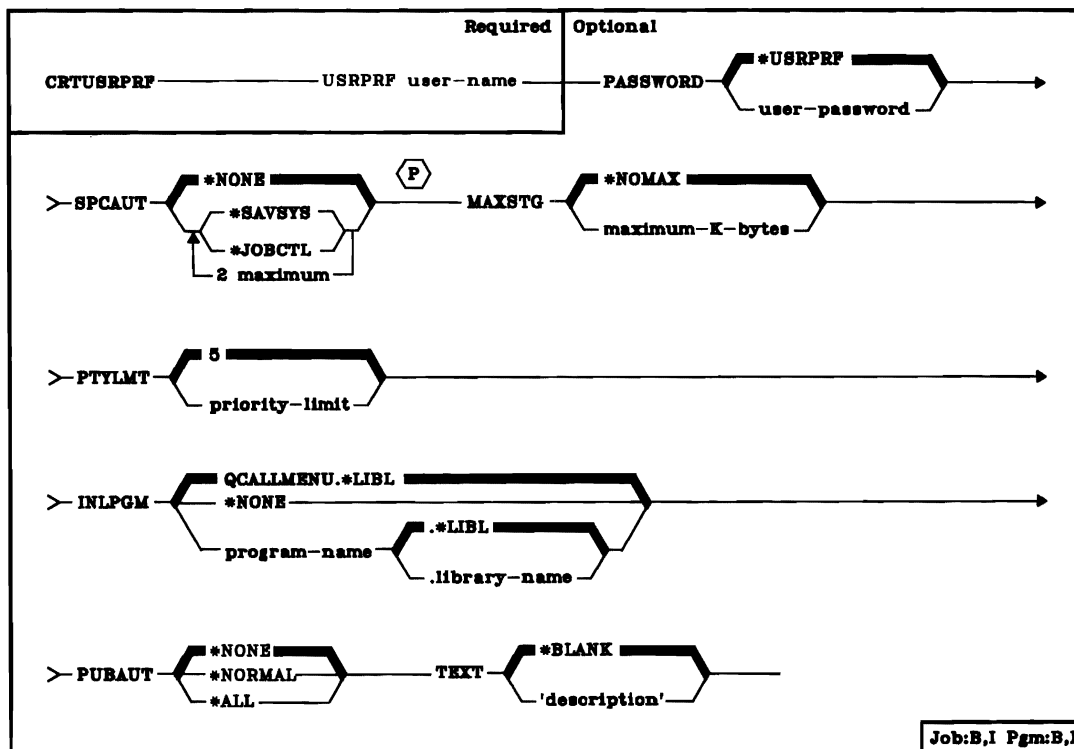 Required Optional
*USRPRF
CRTUSRPRF USRPRF user-name PASSWORD
user-password
*NONE P *NOMAX
SPCAUT *SAVSYS MAXSTG
*JOBCTL maximum-K-bytes
2 maximum
5
PTYLMT
priority-limit
QCALLMENU.*LIBL
INLPGM *NONE
.*LIBL
program-name
.library-name
*NONE *BLANK
PUBAUT *NORMAL TEXT
*ALL 'description'
Job:B,I Pgm:B,I